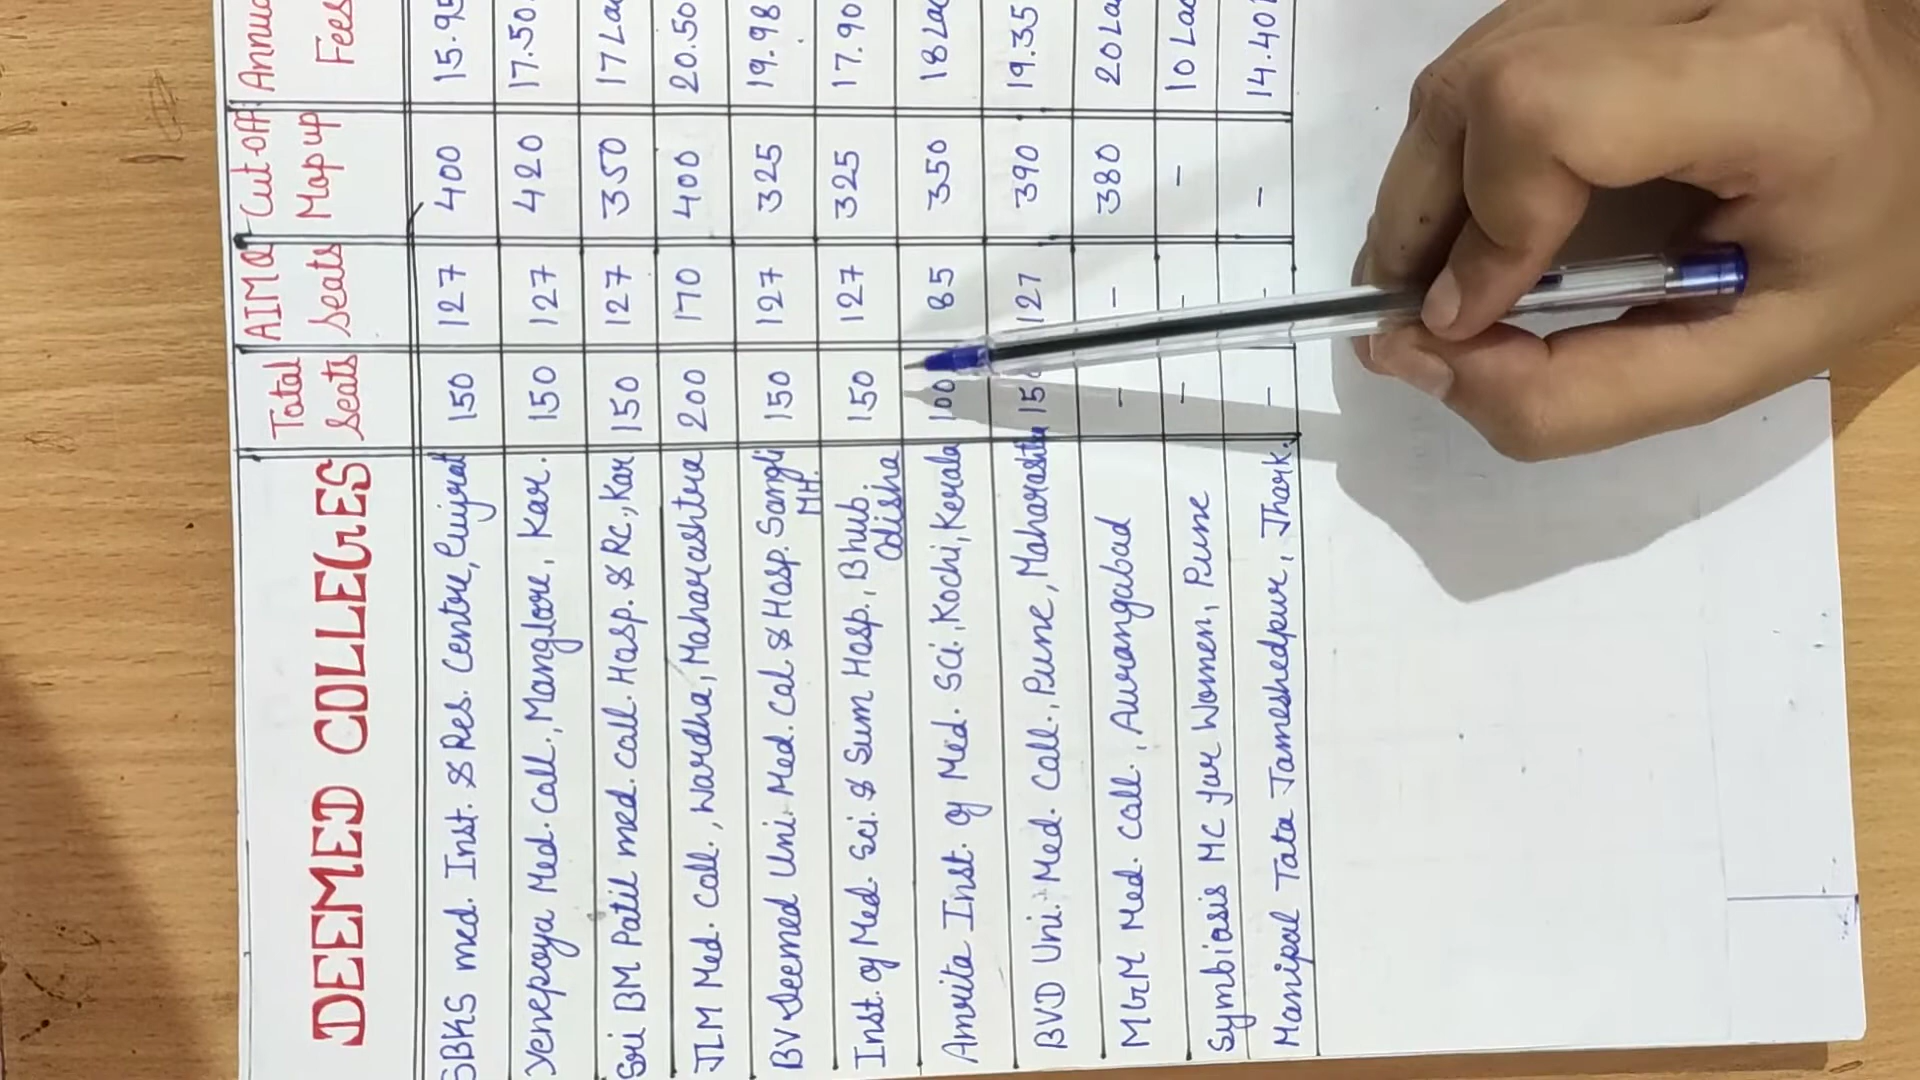 DEEMED COLLEGES Total Seats AIMQ Seats Cut-off Mopup Annua Fees
SBKS med. Inst. & Res. Centre, Gujrat 150 127 400 15.95
Yenepoya Med. Coll., Manglore, Kar. 150 127 420 17.50
Sri BM Patil med. Coll. Hosp. & Rc., Kar 150 127 350 17 Lac
JLM Med. Coll., Wardha, Maharashtra 200 170 400 20.50
BV Deemed Uni. Med. Col & Hosp. Sangli MH. 150 127 325 19.98
Inst. of Med. Sci. & Sum Hosp., Bhub. Odisha 150 127 325 17.90
Amrita Inst. of Med. Sci., Kochi, Kerala 100 85 350 18 Lac
BVD Uni. Med. Coll., Pune, Maharashtra 15 127 390 19.35
MGM Med. Coll., Aurangabad - - 380 20 Lac
Symbiosis MC for Women, Pune - - - 10 Lac
Manipal Tata Jameshedpur, Jhark. - - - 14.40